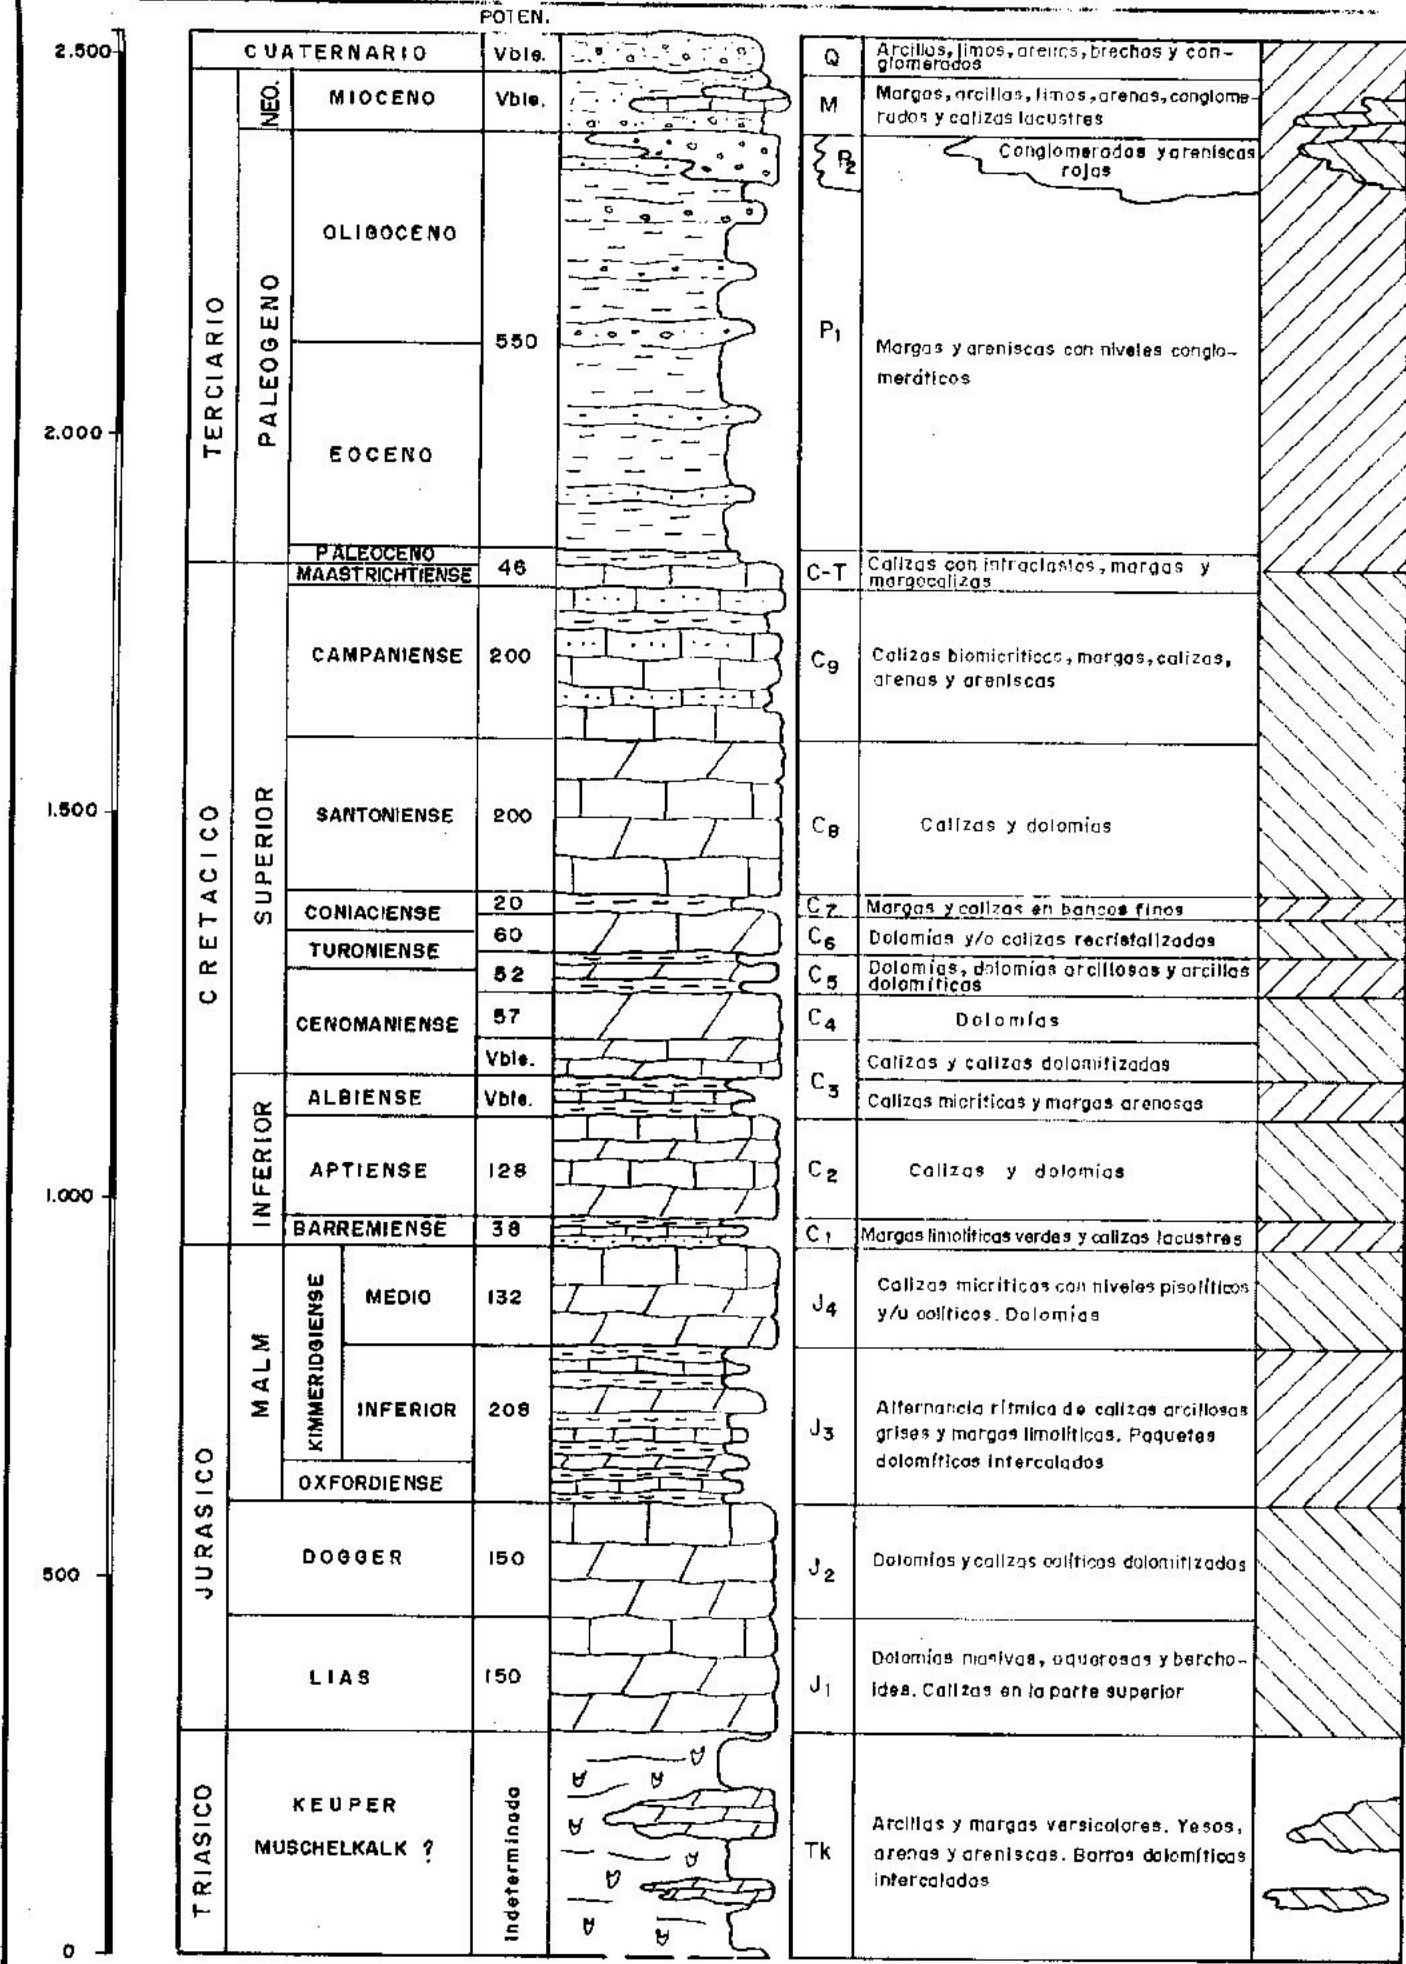 POTEN.
2.500
CUATERNARIO Vble. Q Arcillas, limos, arenas, brechas y con-
glomerados
NEO. MIOCENO Vble. M Margas, arcillas, limos, arenas, conglome-
rados y calizas lacustres
P2 Conglomerados y areniscas
rojas
TERCIARIO
PALEOGENO
OLIGOCENO
550 P1 Margas y areniscas con niveles conglo-
meráticos
2.000
EOCENO
PALEOCENO
MAASTRICHTIENSE 46 C-T Calizas con intraclastos, margas y
margocalizas
CRETACICO
SUPERIOR
CAMPANIENSE 200 C9 Calizas biomicríticas, margas, calizas,
arenas y areniscas
1.500
SANTONIENSE 200 C8 Calizas y dolomías
CONIACIENSE 20 C7 Margas y calizas en bancos finos
TURONIENSE 60 C6 Dolomías y/o calizas recristalizadas
52 C5 Dolomías, dolomías arcillosas y arcillas
dolomíticas
CENOMANIENSE 57 C4 Dolomías
Vble. C3 Calizas y calizas dolomitizadas
INFERIOR
ALBIENSE Vble. Calizas micríticas y margas arenosas
APTIENSE 128 C2 Calizas y dolomías
1.000
BARREMIENSE 38 C1 Margas limolíticas verdes y calizas lacustres
JURASICO
MALM
KIMMERIDGIENSE
MEDIO 132 J4 Calizas micríticas con niveles pisolíticos
y/u oolíticos. Dolomías
INFERIOR 208 J3 Alternancia rítmica de calizas arcillosas
grises y margas limolíticas. Paquetes
dolomíticos intercalados
OXFORDIENSE
500
DOGGER 150 J2 Dolomías y calizas oolíticas dolomitizadas
LIAS 150 J1 Dolomías masivas, oquerosas y bercho-
ides. Calizas en la parte superior
TRIASICO
KEUPER
MUSCHELKALK ?
Indeterminado
Tk Arcillas y margas versicolores. Yesos,
arenas y areniscas. Barras dolomíticas
intercaladas
0